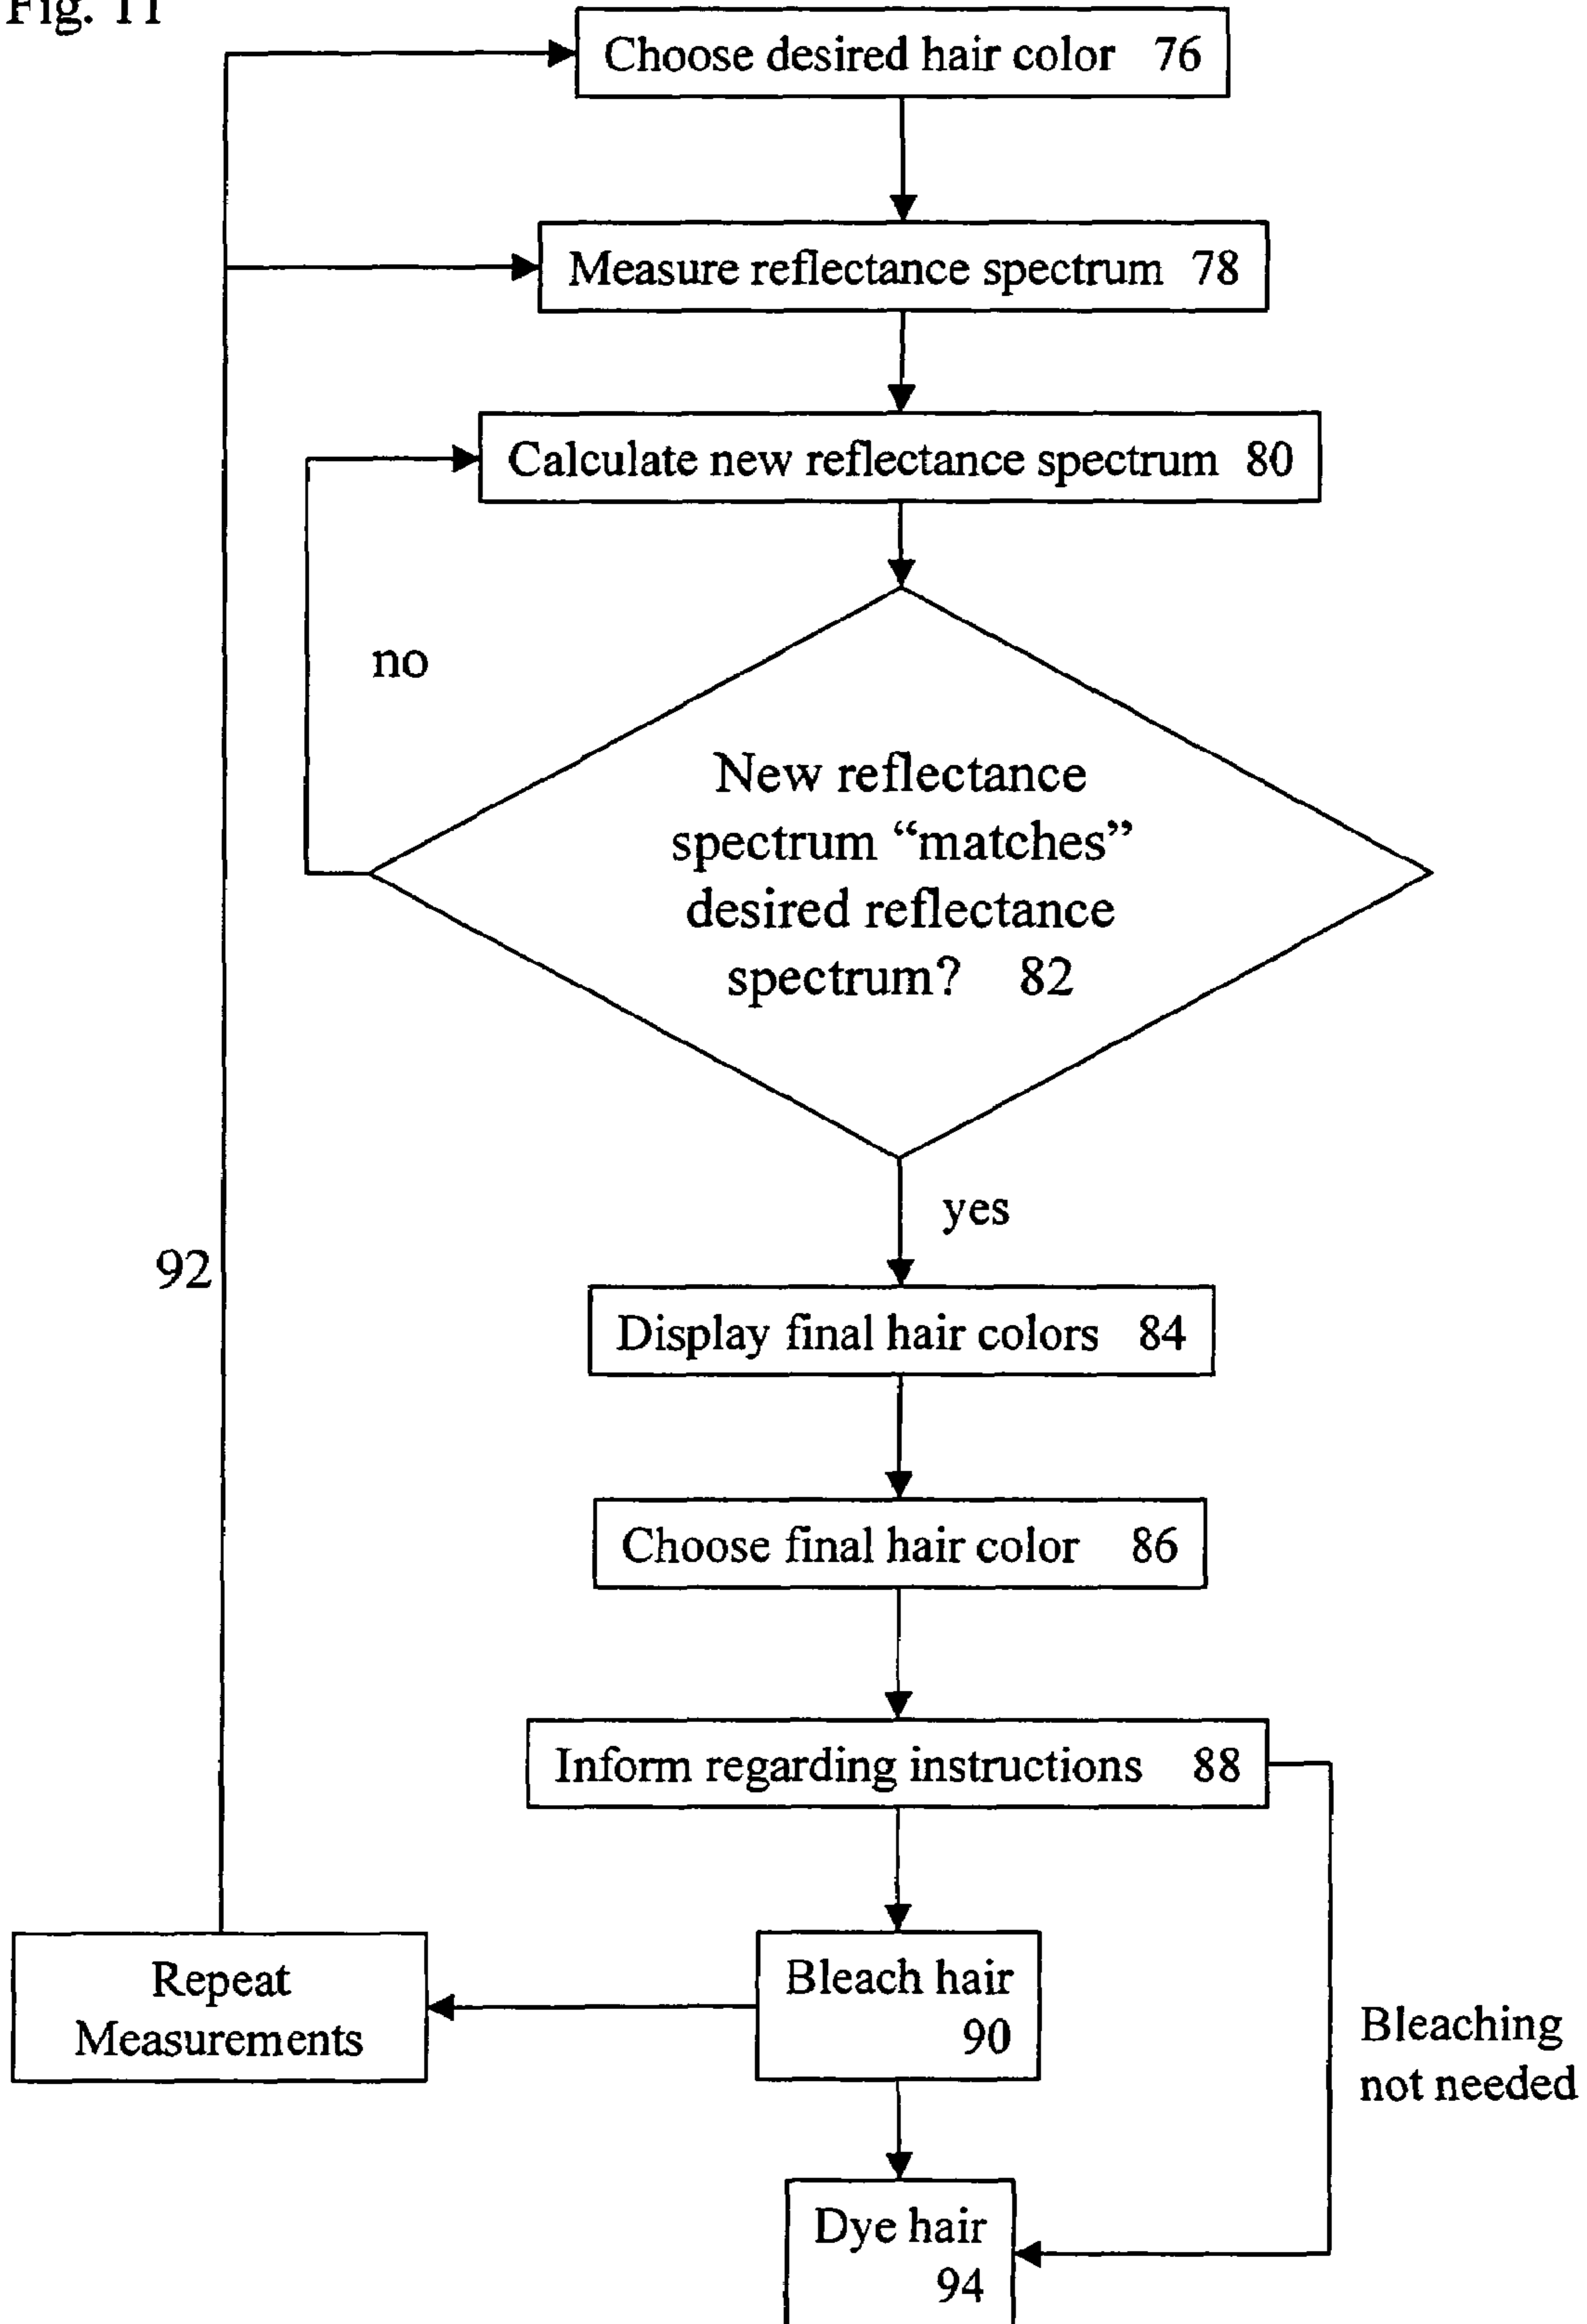 Fig. 11
Choose desired hair color 76
Measure reflectance spectrum 78
Calculate new reflectance spectrum 80
no
New reflectance
spectrum “matches”
desired reflectance
spectrum? 82
yes
92
Display final hair colors 84
Choose final hair color 86
Inform regarding instructions 88
Repeat
Measurements
Bleach hair
90
Bleaching
not needed
Dye hair
94